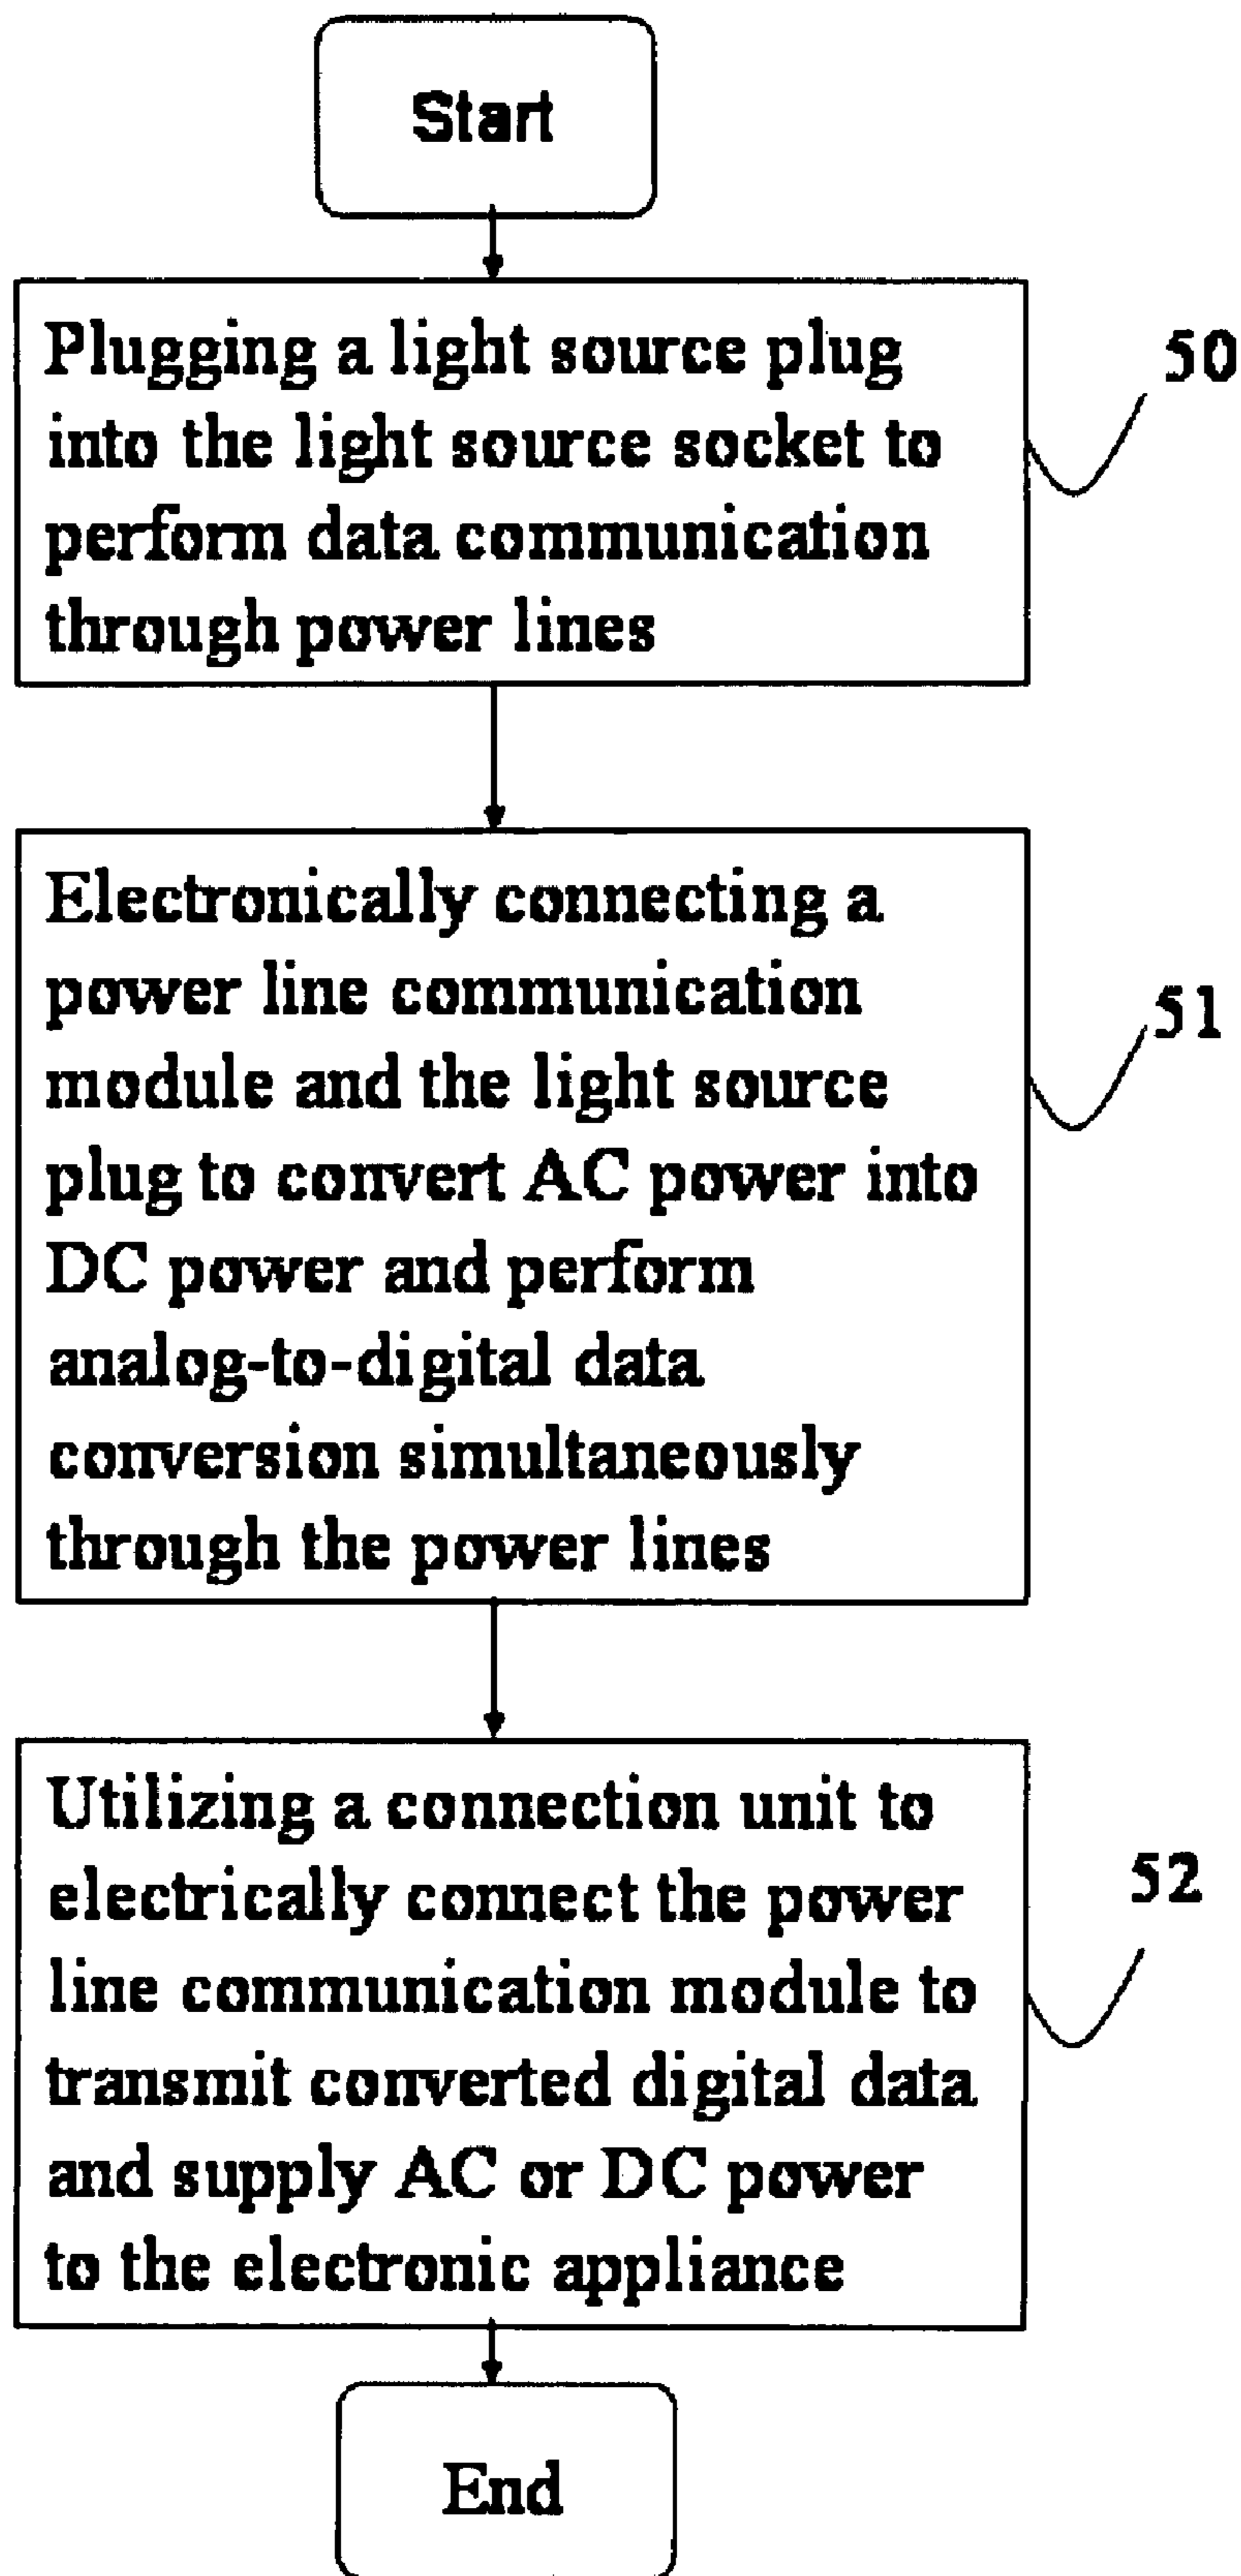 Start
Plugging a light source plug
into the light source socket to
perform data communication
through power lines
50
Electronically connecting a
power line communication
module and the light source
plug to convert AC power into
DC power and perform
analog-to-digital data
conversion simultaneously
through the power lines
51
Utilizing a connection unit to
electrically connect the power
line communication module to
transmit converted digital data
and supply AC or DC power
to the electronic appliance
52
End